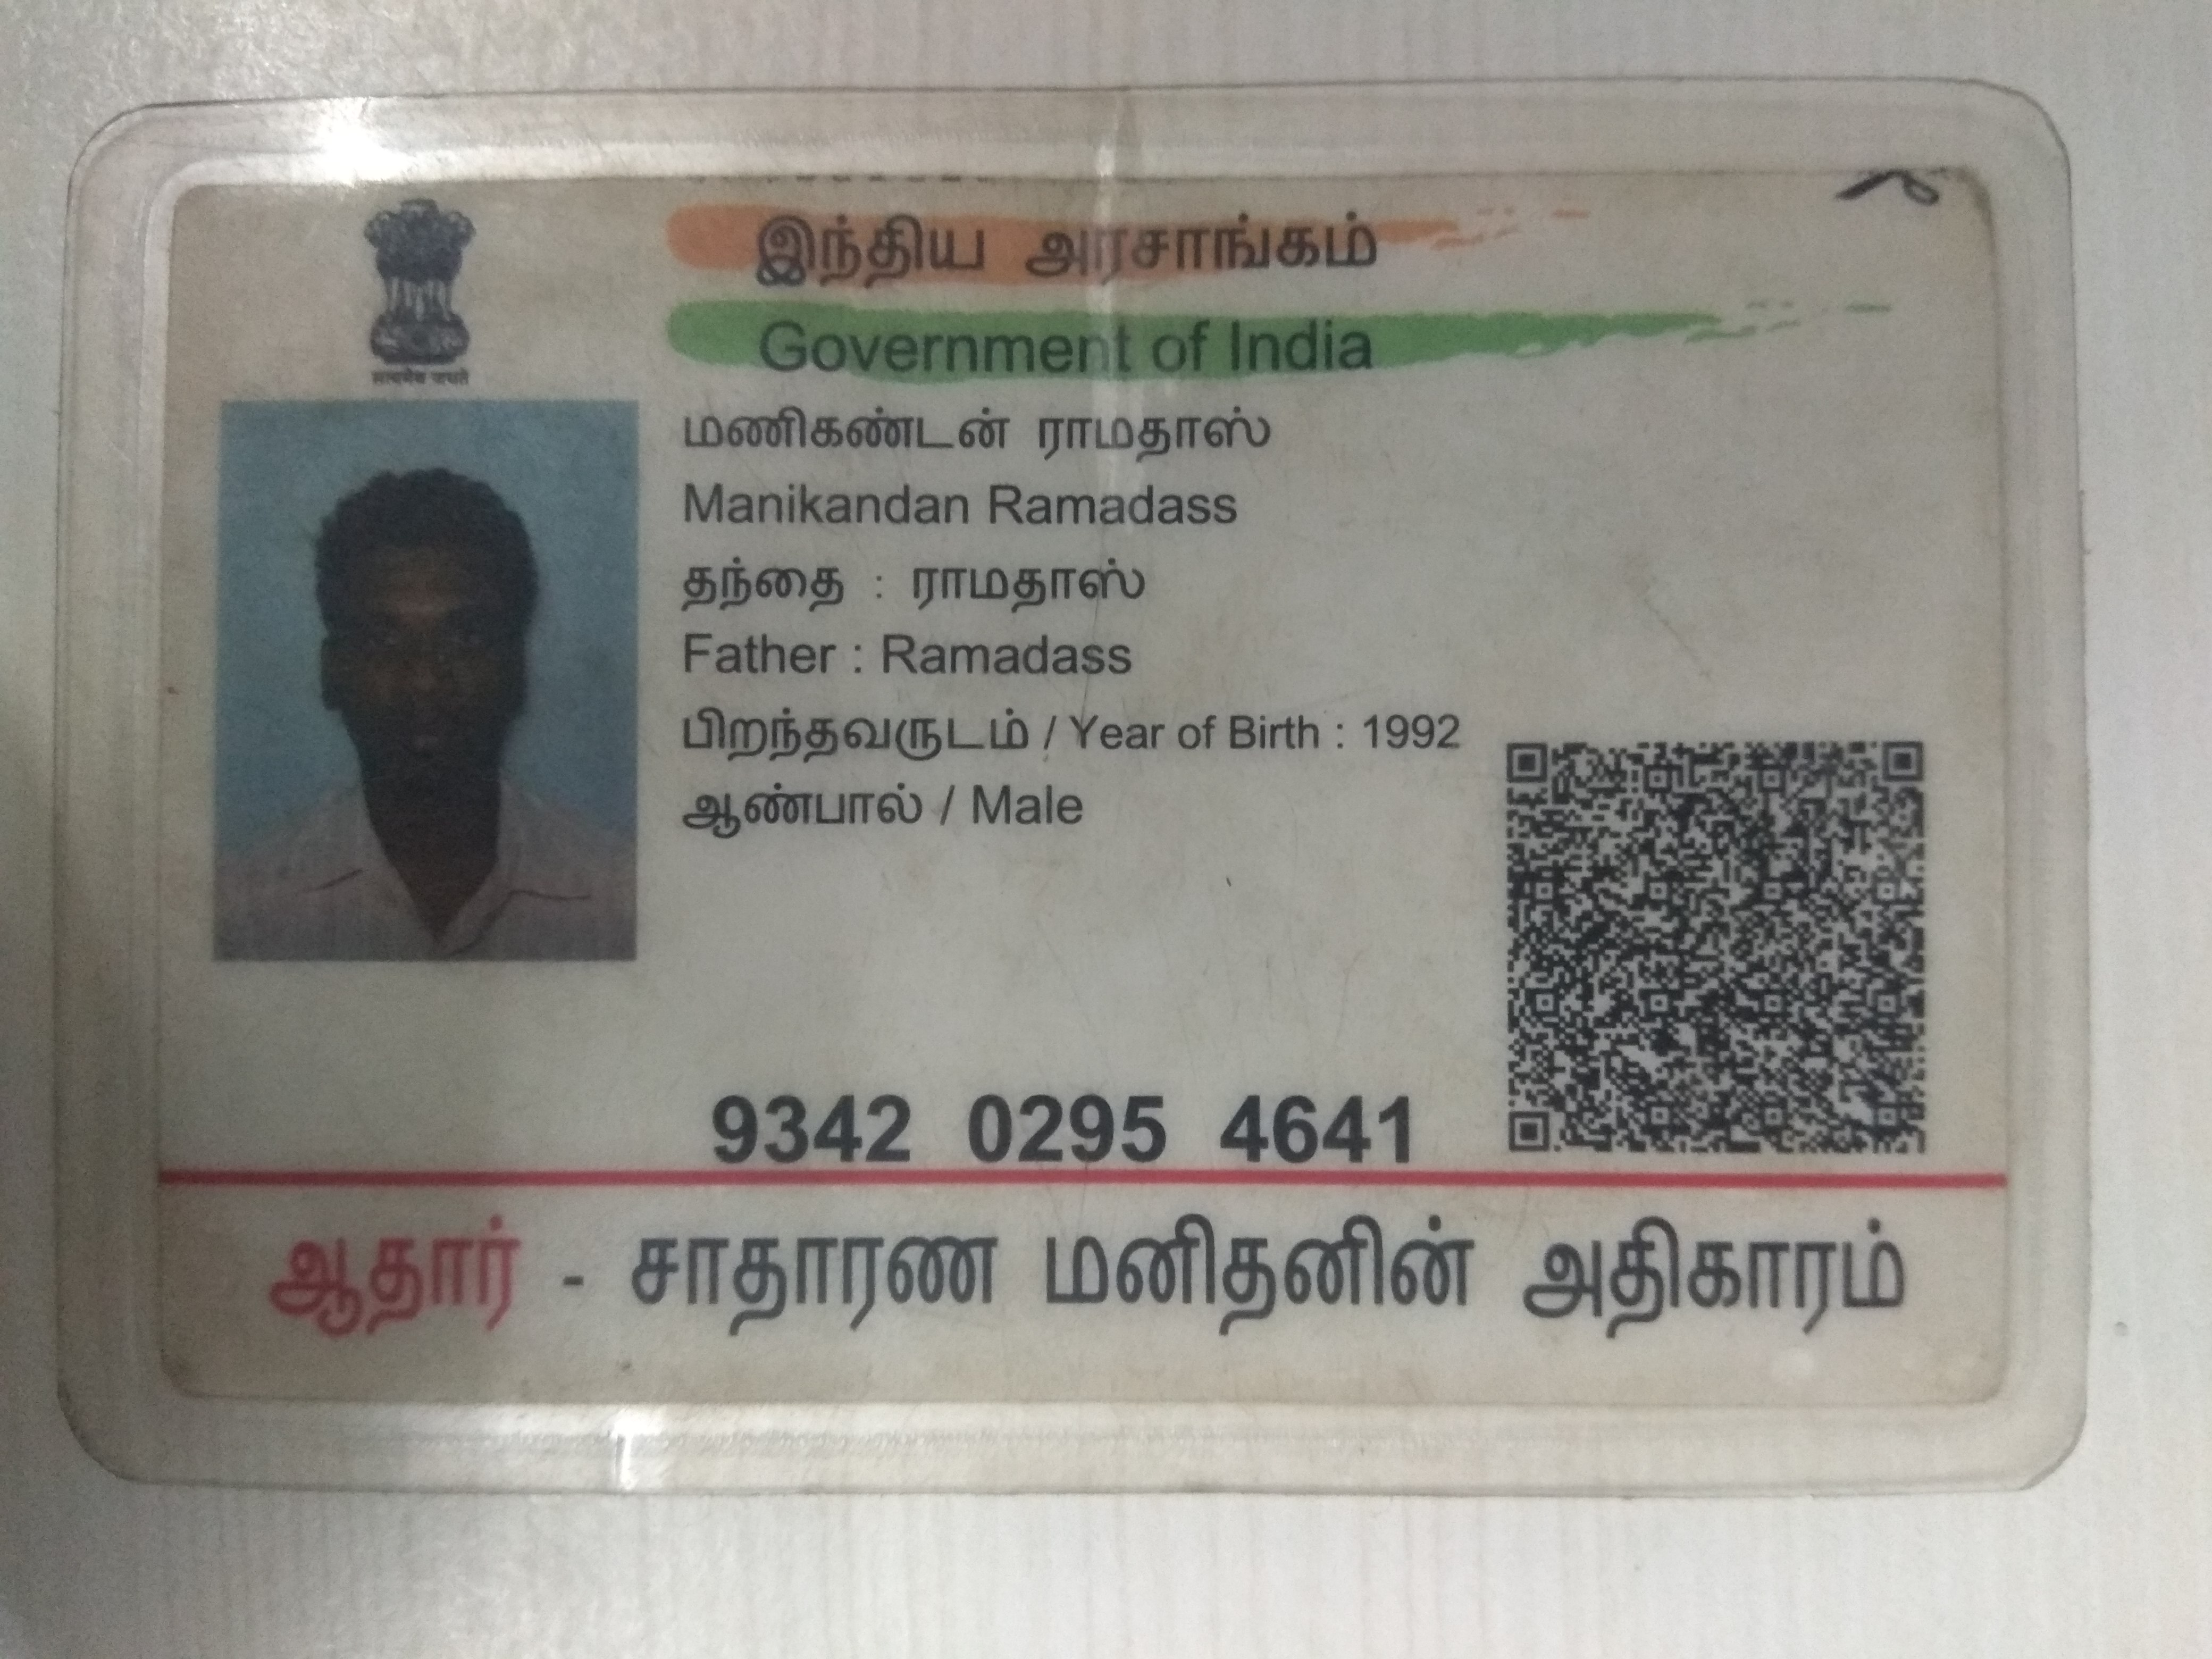 இந்திய அரசாங்கம்
Government of India
மணிகண்டன் ராமதாஸ்
Manikandan Ramadass
தந்தை : ராமதாஸ்
Father : Ramadass
பிறந்தவருடம் / Year of Birth : 1992
ஆண்பால் / Male
9342 0295 4641
ஆதார் - சாதாரண மனிதனின் அதிகாரம்